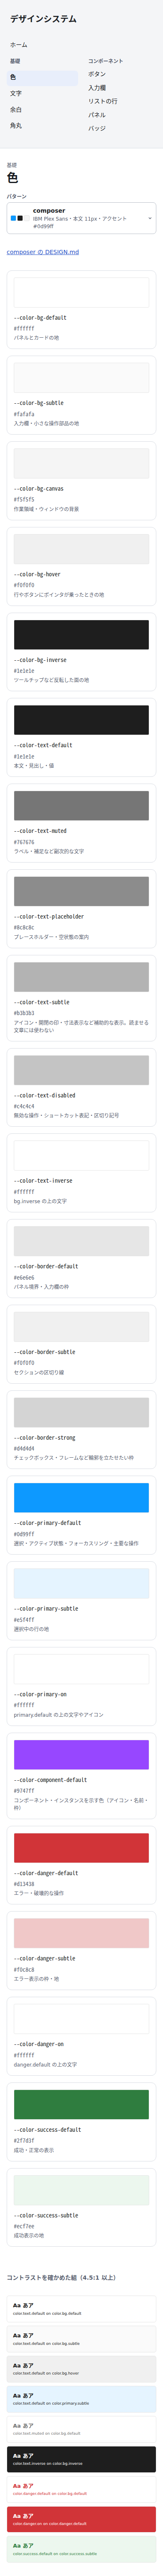 デザインシステム
ホーム
基礎
色
文字
余白
角丸
コンポーネント
ボタン
入力欄
リストの行
パネル
バッジ
基礎
色
パターン
composer
IBM Plex Sans・本文 11px・アクセント
#0d99ff
composer の DESIGN.md
--color-bg-default
#ffffff
パネルとカードの地
--color-bg-subtle
#fafafa
入力欄・小さな操作部品の地
--color-bg-canvas
#f5f5f5
作業領域・ウィンドウの背景
--color-bg-hover
#f0f0f0
行やボタンにポインタが乗ったときの地
--color-bg-inverse
#1e1e1e
ツールチップなど反転した面の地
--color-text-default
#1e1e1e
本文・見出し・値
--color-text-muted
#767676
ラベル・補足など副次的な文字
--color-text-placeholder
#8c8c8c
プレースホルダー・空状態の案内
--color-text-subtle
#b3b3b3
アイコン・開閉の印・寸法表示など補助的な表示。読ませる
文章には使わない
--color-text-disabled
#c4c4c4
無効な操作・ショートカット表記・区切り記号
--color-text-inverse
#ffffff
bg.inverse の上の文字
--color-border-default
#e6e6e6
パネル境界・入力欄の枠
--color-border-subtle
#f0f0f0
セクションの区切り線
--color-border-strong
#d4d4d4
チェックボックス・フレームなど輪郭を立たせたい枠
--color-primary-default
#0d99ff
選択・アクティブ状態・フォーカスリング・主要な操作
--color-primary-subtle
#e5f4ff
選択中の行の地
--color-primary-on
#ffffff
primary.default の上の文字やアイコン
--color-component-default
#9747ff
コンポーネント・インスタンスを示す色（アイコン・名前・
枠）
--color-danger-default
#d13438
エラー・破壊的な操作
--color-danger-subtle
#f0c8c8
エラー表示の枠・地
--color-danger-on
#ffffff
danger.default の上の文字
--color-success-default
#2f7d3f
成功・正常の表示
--color-success-subtle
#ecf7ee
成功表示の地
コントラストを確かめた組（4.5:1 以上）
Aa あア
color.text.default on color.bg.default
Aa あア
color.text.default on color.bg.subtle
Aa あア
color.text.default on color.bg.hover
Aa あア
color.text.default on color.primary.subtle
Aa あア
color.text.muted on color.bg.default
Aa あア
color.text.inverse on color.bg.inverse
Aa あア
color.danger.default on color.bg.default
Aa あア
color.danger.on on color.danger.default
Aa あア
color.success.default on color.success.subtle